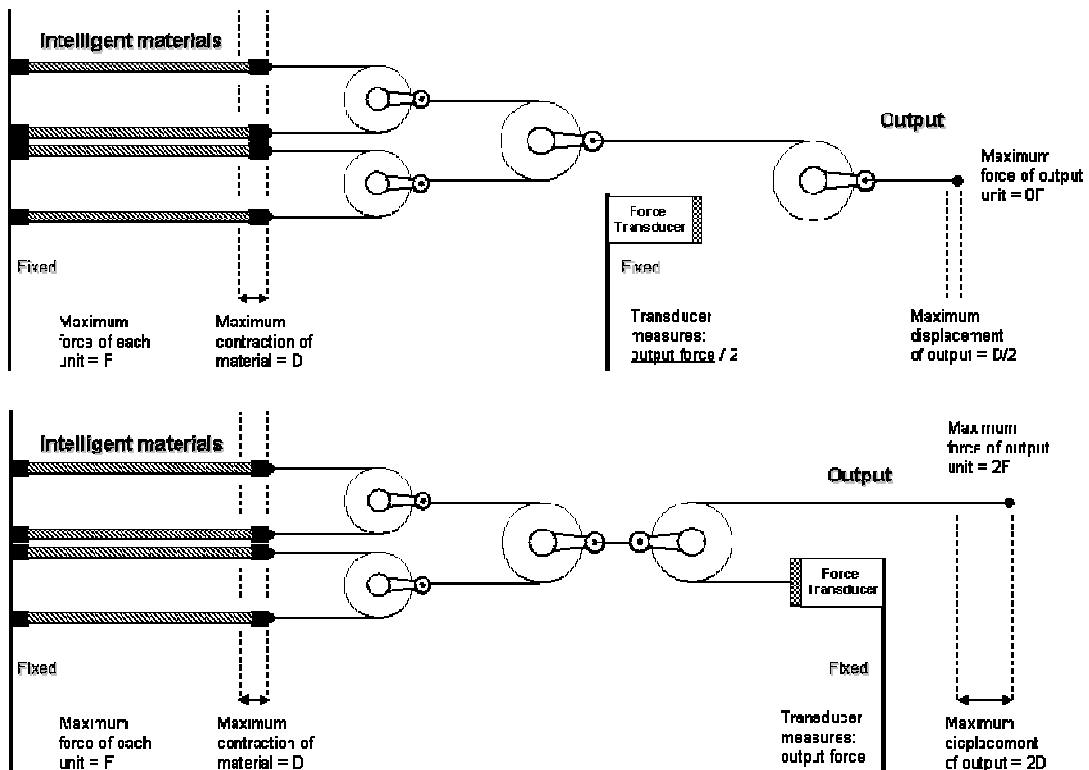 Intelligent materials
Output
Maximum
force of output
unit =
Force
Transducer
Fixed
Fixed
Maximum
force of each
unit = F
Maximum
contraction of
material = D
Transducer
measures:
output force / 2
Maximum
displacement
of output = D/2
Intelligent materials
Maximum
force of output
unit = 2F
Output
Force
Transducer
Fixed
Fixed
Maximum
force of each
unit = F
Maximum
contraction of
material = D
Transducer
measures:
output force
Maximum
displacement
of output = 2D